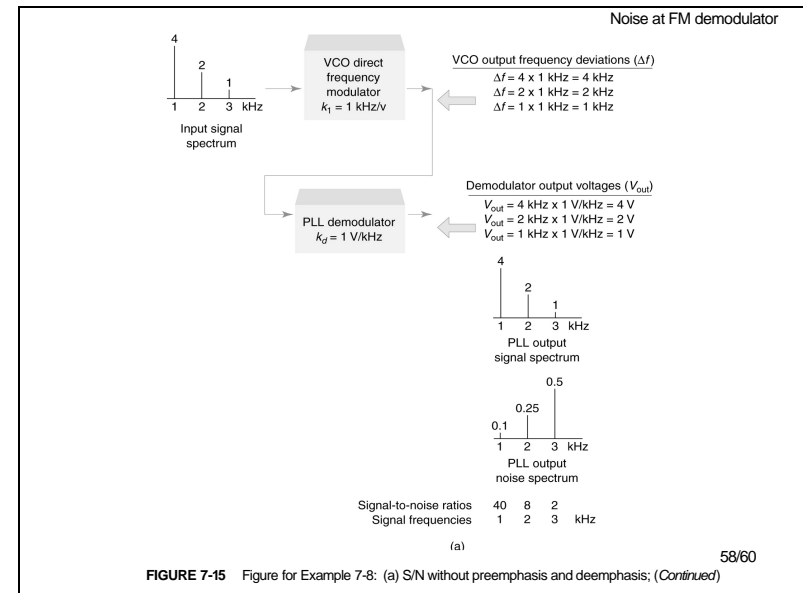 Noise at FM demodulator
4
2
1
1 2 3 kHz
Input signal
spectrum
VCO direct
frequency
modulator
k₁ = 1 kHz/v
VCO output frequency deviations (Δf)
Δf = 4 x 1 kHz = 4 kHz
Δf = 2 x 1 kHz = 2 kHz
Δf = 1 x 1 kHz = 1 kHz
PLL demodulator
k_d = 1 V/kHz
Demodulator output voltages (V_out)
V_out = 4 kHz x 1 V/kHz = 4 V
V_out = 2 kHz x 1 V/kHz = 2 V
V_out = 1 kHz x 1 V/kHz = 1 V
4
2
1
1 2 3 kHz
PLL output
signal spectrum
0.5
0.25
0.1
1 2 3 kHz
PLL output
noise spectrum
Signal-to-noise ratios 40 8 2
Signal frequencies 1 2 3 kHz
(a)
58/60
FIGURE 7-15 Figure for Example 7-8: (a) S/N without preemphasis and deemphasis; (Continued)